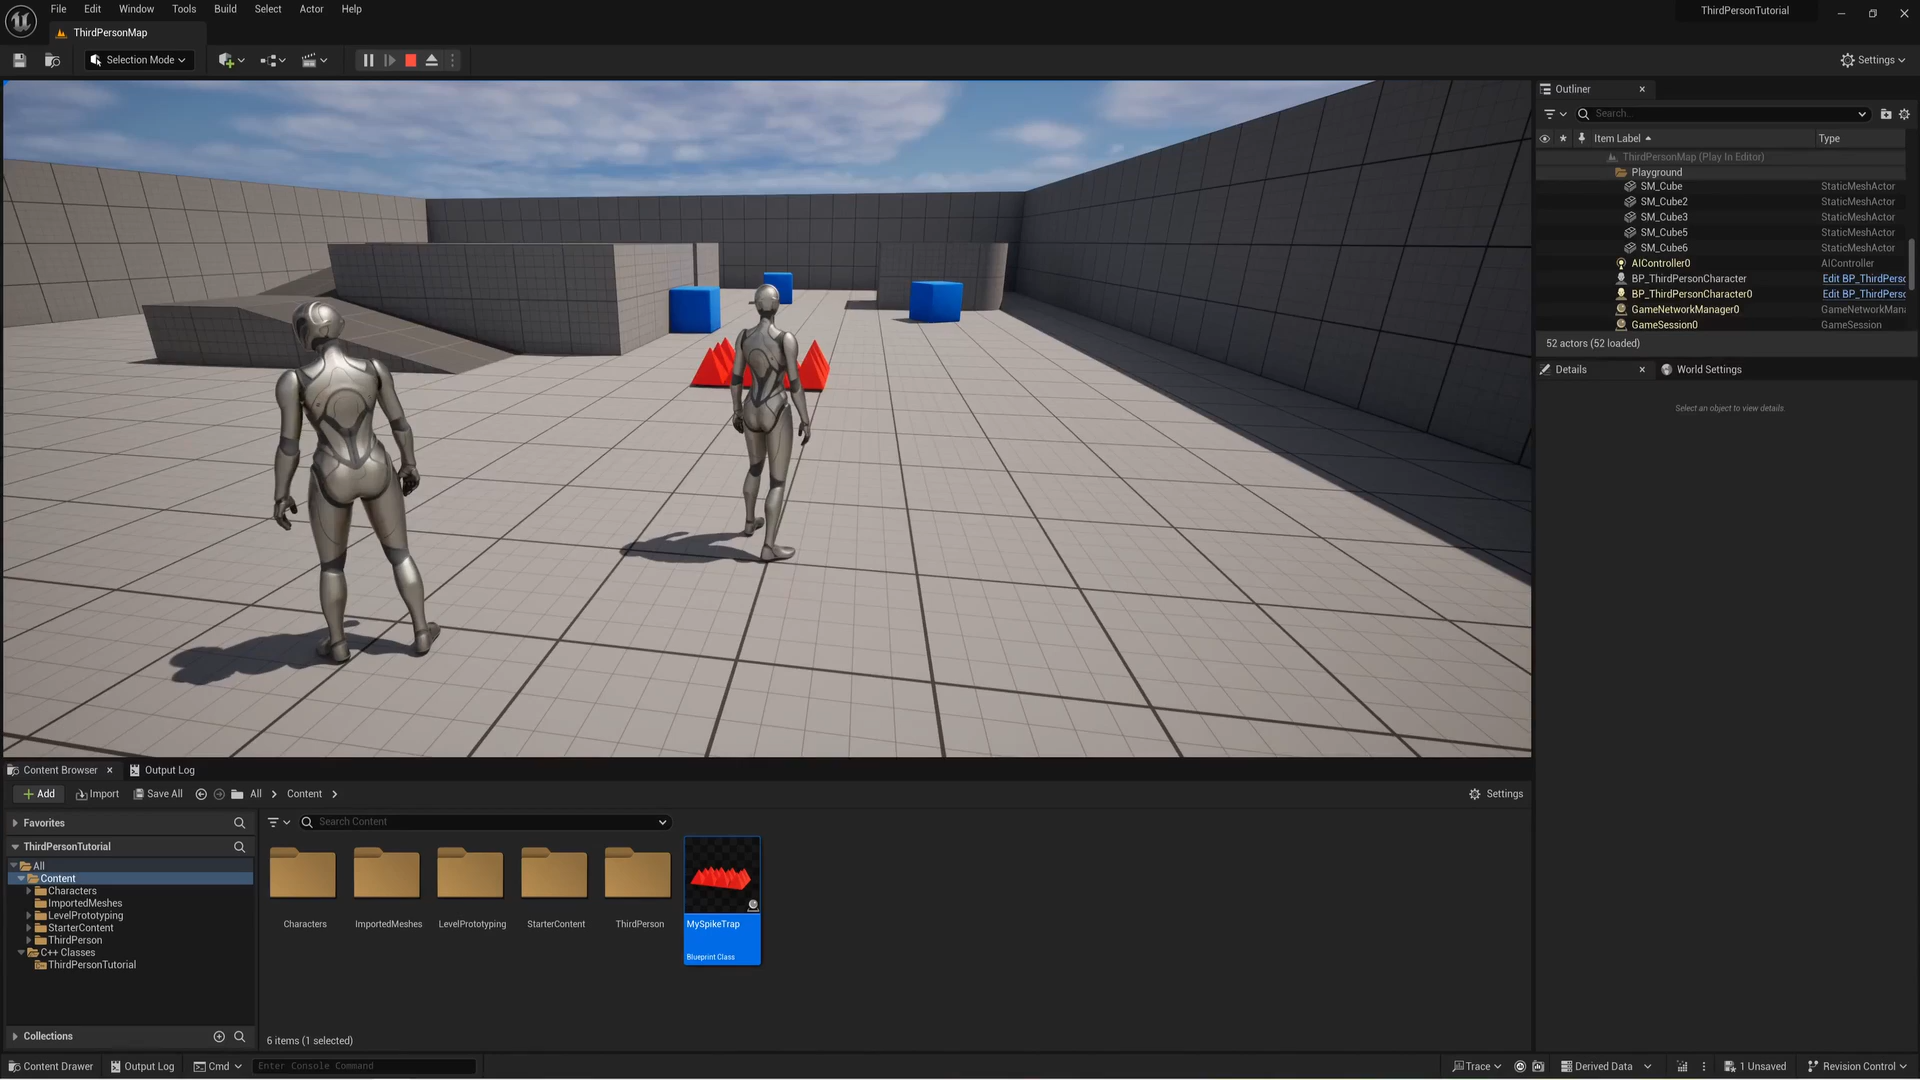 File Edit Window Tools Build Select Actor Help
ThirdPersonTutorial
ThirdPersonMap
Selection Mode
Settings
Outliner
Search...
Item Label Type
ThirdPersonMap (Play In Editor)
Playground
SM_Cube StaticMeshActor
SM_Cube2 StaticMeshActor
SM_Cube3 StaticMeshActor
SM_Cube5 StaticMeshActor
SM_Cube6 StaticMeshActor
AIController0 AIController
BP_ThirdPersonCharacter Edit BP_ThirdPerso
BP_ThirdPersonCharacter0 Edit BP_ThirdPerso
GameNetworkManager0 GameNetworkMana
GameSession0 GameSession
52 actors (52 loaded)
Details World Settings
Select an object to view details.
Content Browser Output Log
Add Import Save All All Content Settings
Favorites
ThirdPersonTutorial
All
Content
Characters
ImportedMeshes
LevelPrototyping
StarterContent
ThirdPerson
C++ Classes
ThirdPersonTutorial
Collections
Search Content
Characters ImportedMeshes LevelPrototyping StarterContent ThirdPerson MySpikeTrap
Blueprint Class
6 items (1 selected)
Content Drawer Output Log Cmd Enter Console Command Trace Derived Data 1 Unsaved Revision Control